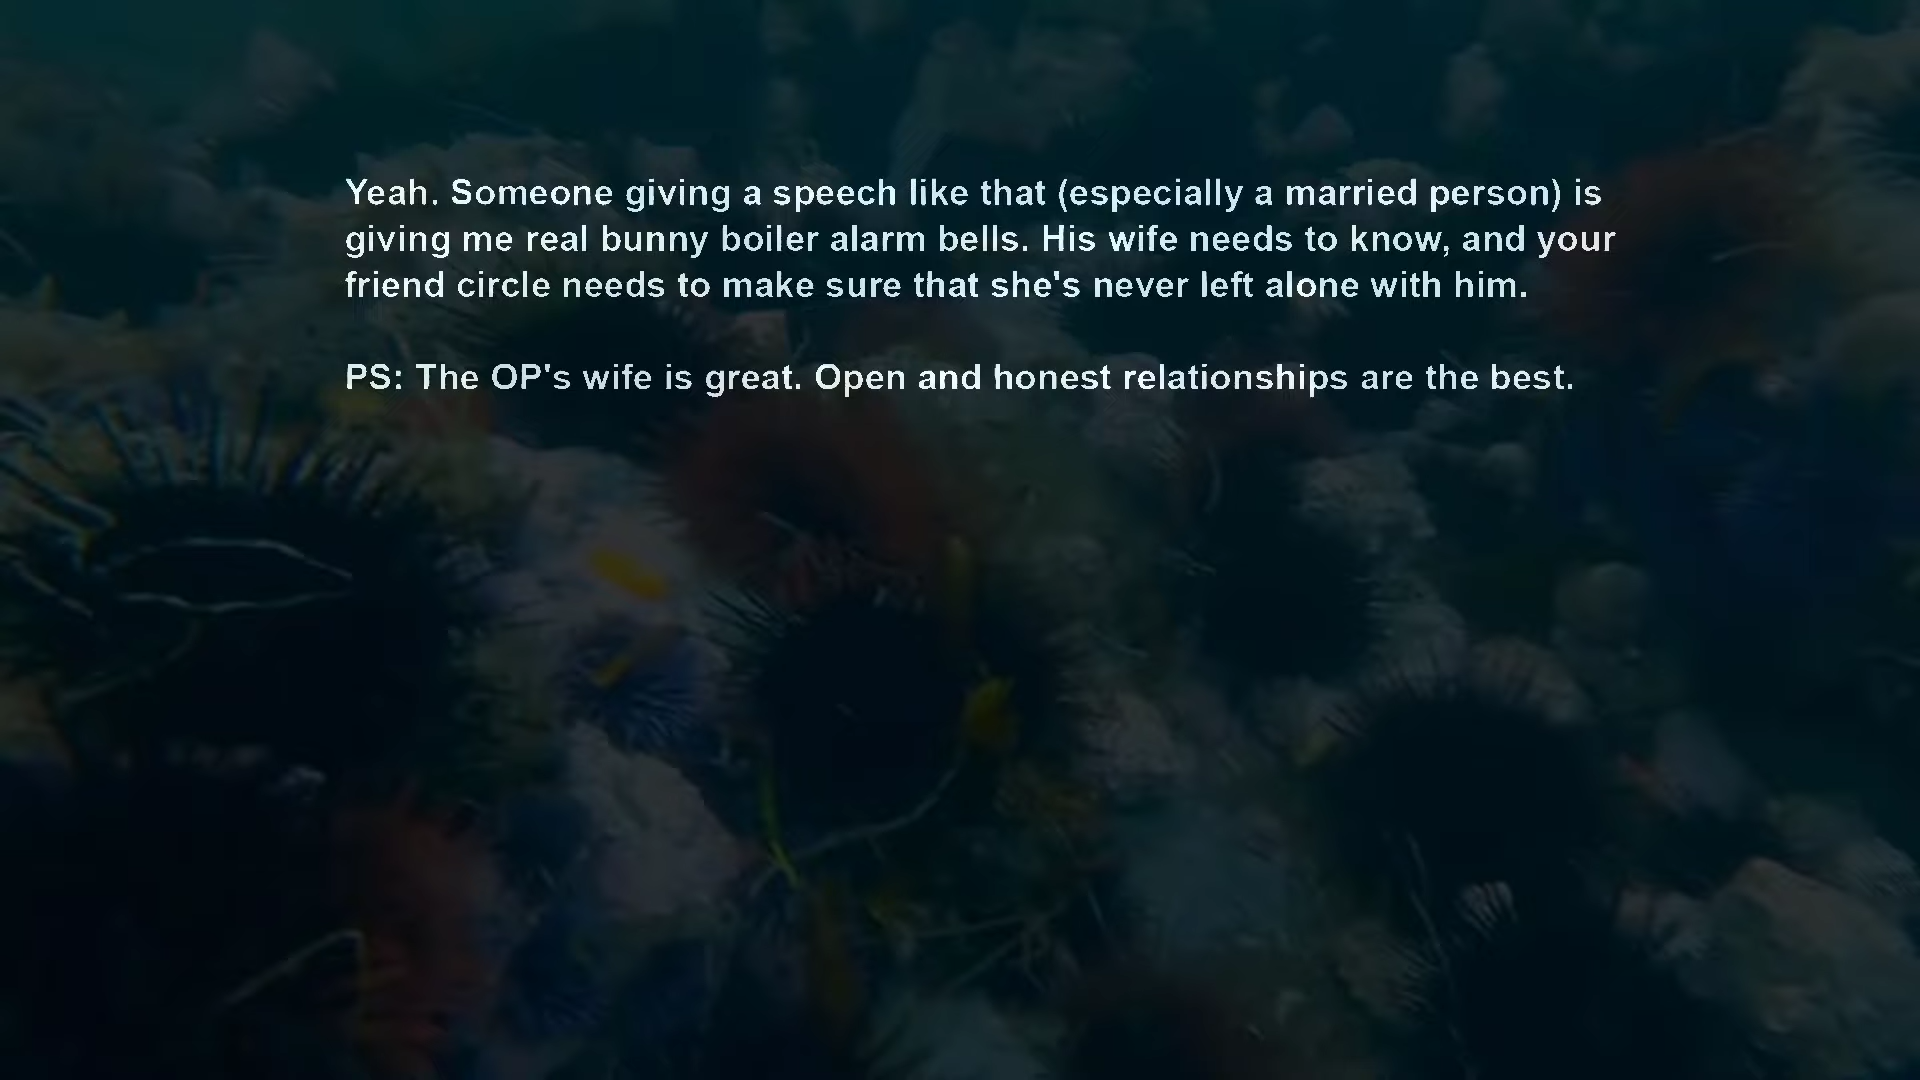 Yeah. Someone giving a speech like that (especially a married person) is
giving me real bunny boiler alarm bells. His wife needs to know, and your
friend circle needs to make sure that she's never left alone with him.
PS: The OP's wife is great. Open and honest relationships are the best.